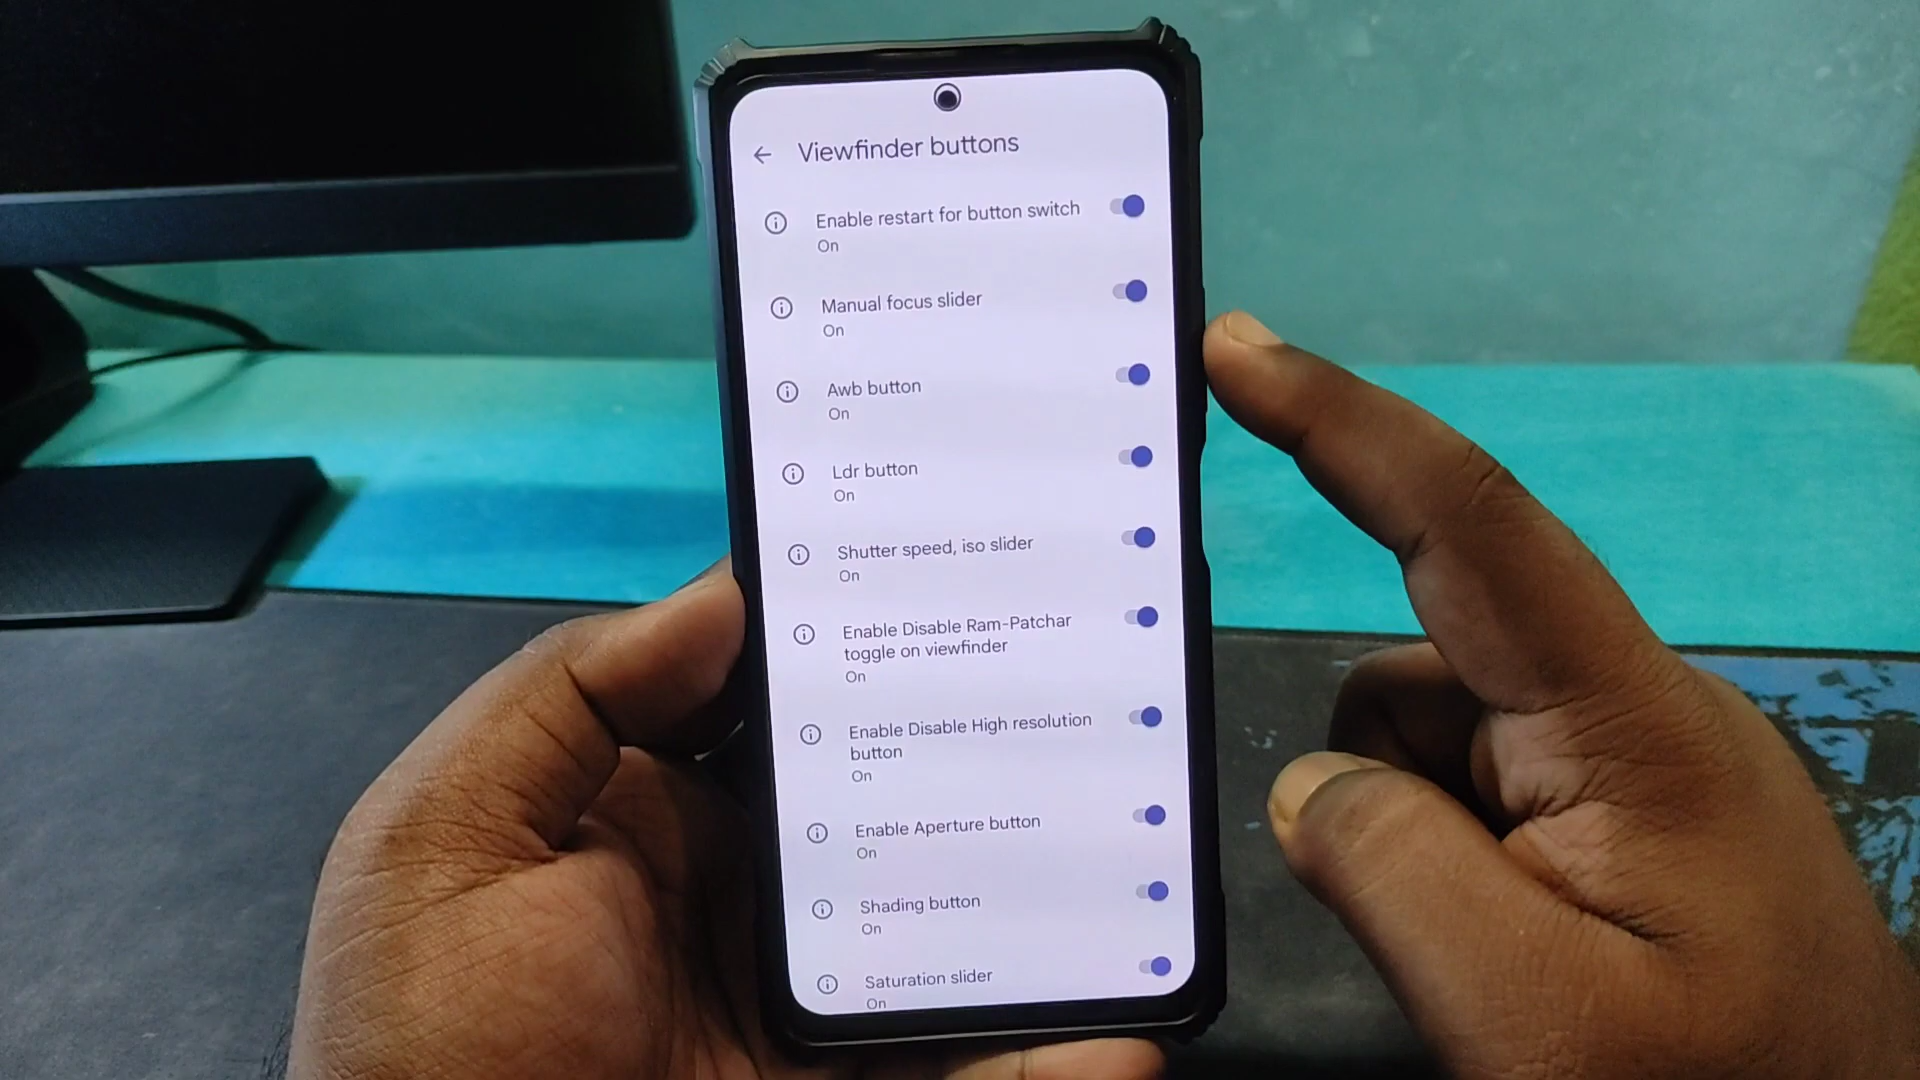 Viewfinder buttons
Enable restart for button switch
On
Manual focus slider
On
Awb button
On
Ldr button
On
Shutter speed, iso slider
On
Enable Disable Ram-Patchar
toggle on viewfinder
On
Enable Disable High resolution
button
On
Enable Aperture button
On
Shading button
On
Saturation slider
On